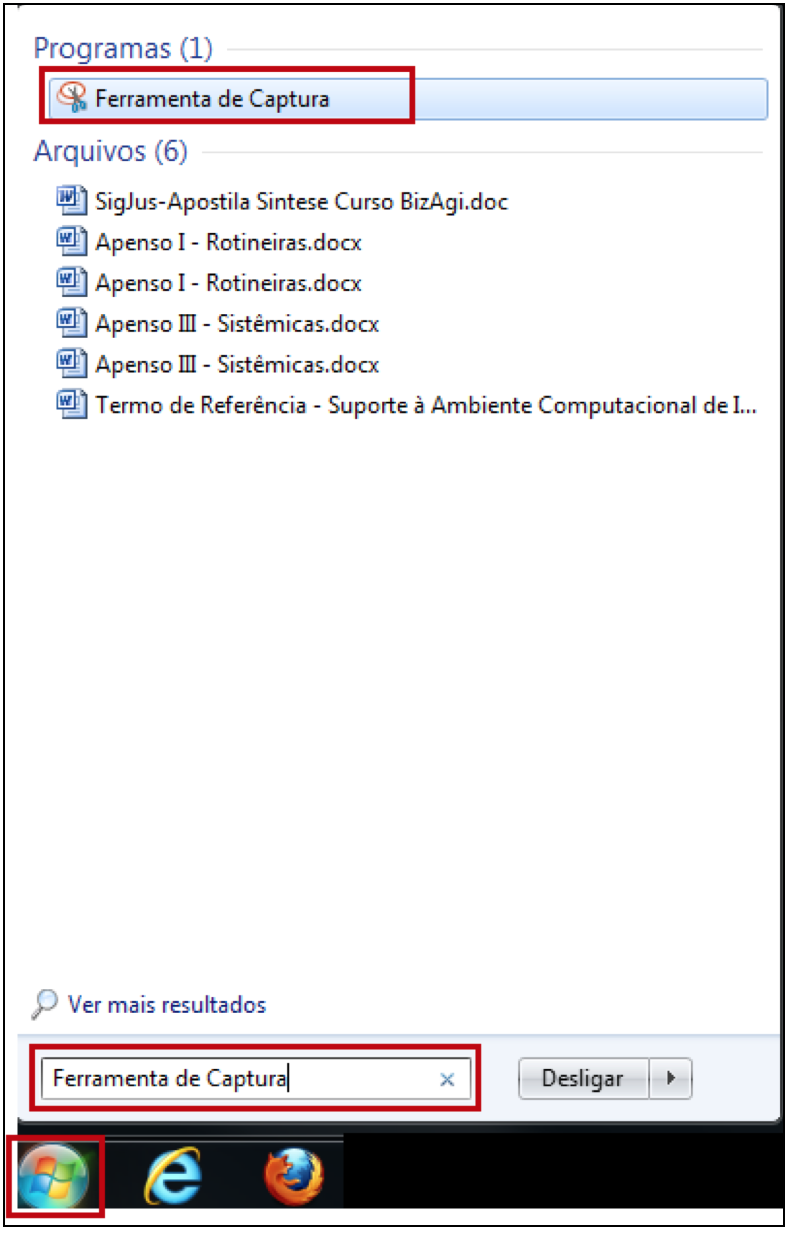 Programas (1)
Ferramenta de Captura
Arquivos (6)
SigJus-Apostila Sintese Curso BizAgi.doc
Apenso I - Rotineiras.docx
Apenso I - Rotineiras.docx
Apenso III - Sistêmicas.docx
Apenso III - Sistêmicas.docx
Termo de Referência - Suporte à Ambiente Computacional de I...
Ver mais resultados
Ferramenta de Captura
Desligar